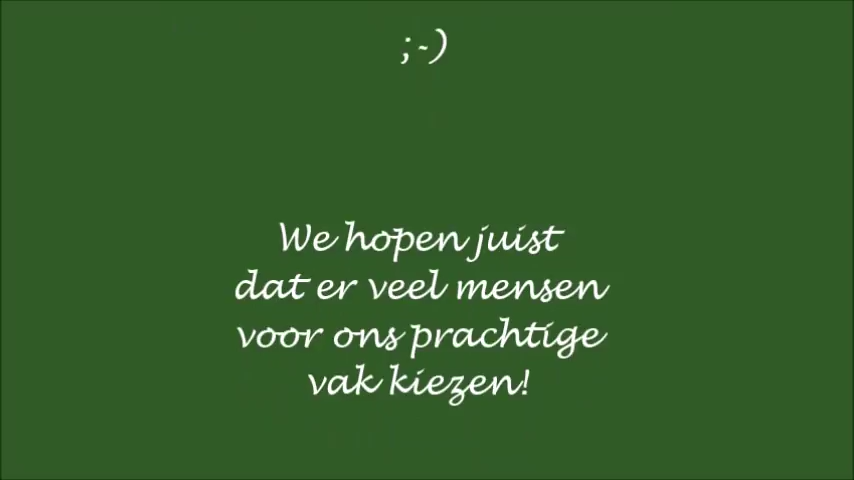 ;-)
We hopen juist
dat er veel mensen
voor ons prachtige
vak kiezen!